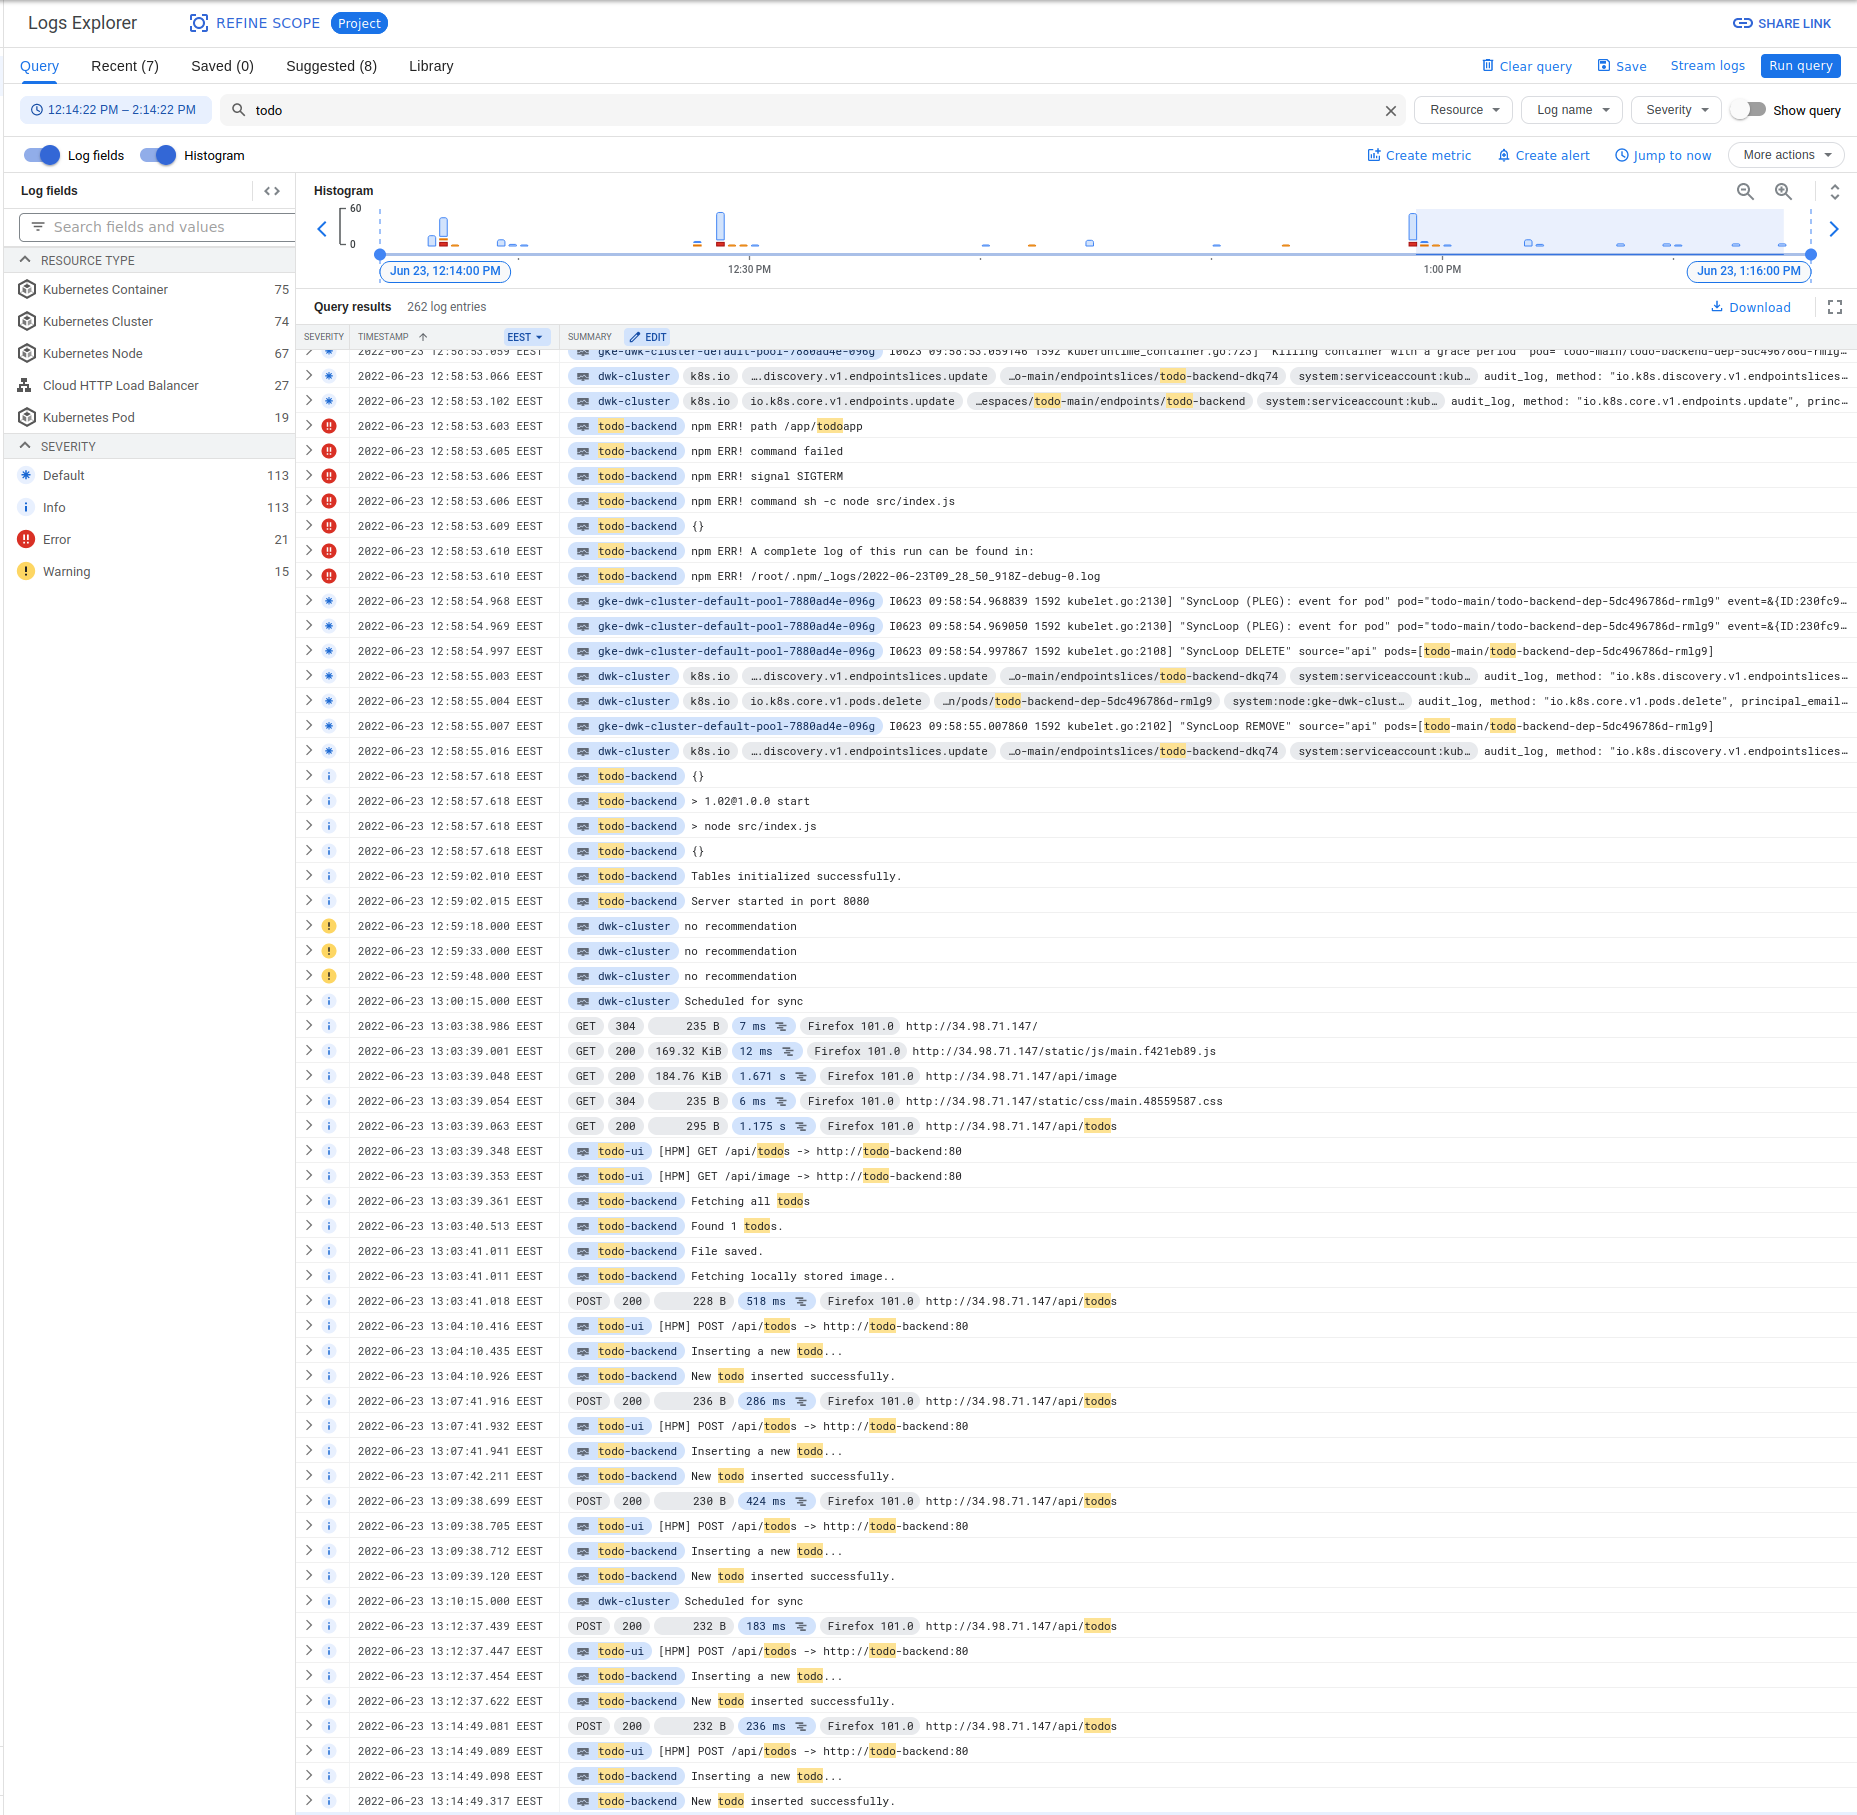 Logs Explorer REFINE SCOPE Project SHARE LINK
Query Recent (7) Saved (0) Suggested (8) Library Clear query Save Stream logs Run query
12:14:22 PM – 2:14:22 PM todo Resource Log name Severity Show query
Log fields Histogram Create metric Create alert Jump to now More actions
Log fields
Search fields and values
RESOURCE TYPE
Kubernetes Container 75
Kubernetes Cluster 74
Kubernetes Node 67
Cloud HTTP Load Balancer 27
Kubernetes Pod 19
SEVERITY
Default 113
Info 113
Error 21
Warning 15
Histogram
60
0
12:30 PM 1:00 PM
Jun 23, 12:14:00 PM Jun 23, 1:16:00 PM
Query results 262 log entries Download
SEVERITY TIMESTAMP EEST SUMMARY EDIT
2022-06-23 12:58:53.059 EEST gke-dwk-cluster-default-pool-7880ad4e-096g I0623 09:58:53.059146 1592 kuberuntime_container.go:723] "Killing container with a grace period" pod="todo-main/todo-backend-dep-5dc496786d-rmlg…
2022-06-23 12:58:53.066 EEST dwk-cluster k8s.io ….discovery.v1.endpointslices.update …o-main/endpointslices/todo-backend-dkq74 system:serviceaccount:kub… audit_log, method: "io.k8s.discovery.v1.endpointslices…
2022-06-23 12:58:53.102 EEST dwk-cluster k8s.io io.k8s.core.v1.endpoints.update …espaces/todo-main/endpoints/todo-backend system:serviceaccount:kub… audit_log, method: "io.k8s.core.v1.endpoints.update", princ…
2022-06-23 12:58:53.603 EEST todo-backend npm ERR! path /app/todoapp
2022-06-23 12:58:53.605 EEST todo-backend npm ERR! command failed
2022-06-23 12:58:53.606 EEST todo-backend npm ERR! signal SIGTERM
2022-06-23 12:58:53.606 EEST todo-backend npm ERR! command sh -c node src/index.js
2022-06-23 12:58:53.609 EEST todo-backend {}
2022-06-23 12:58:53.610 EEST todo-backend npm ERR! A complete log of this run can be found in:
2022-06-23 12:58:53.610 EEST todo-backend npm ERR! /root/.npm/_logs/2022-06-23T09_28_50_918Z-debug-0.log
2022-06-23 12:58:54.968 EEST gke-dwk-cluster-default-pool-7880ad4e-096g I0623 09:58:54.968839 1592 kubelet.go:2130] "SyncLoop (PLEG): event for pod" pod="todo-main/todo-backend-dep-5dc496786d-rmlg9" event=&{ID:230fc9…
2022-06-23 12:58:54.969 EEST gke-dwk-cluster-default-pool-7880ad4e-096g I0623 09:58:54.969050 1592 kubelet.go:2130] "SyncLoop (PLEG): event for pod" pod="todo-main/todo-backend-dep-5dc496786d-rmlg9" event=&{ID:230fc9…
2022-06-23 12:58:54.997 EEST gke-dwk-cluster-default-pool-7880ad4e-096g I0623 09:58:54.997867 1592 kubelet.go:2108] "SyncLoop DELETE" source="api" pods=[todo-main/todo-backend-dep-5dc496786d-rmlg9]
2022-06-23 12:58:55.003 EEST dwk-cluster k8s.io ….discovery.v1.endpointslices.update …o-main/endpointslices/todo-backend-dkq74 system:serviceaccount:kub… audit_log, method: "io.k8s.discovery.v1.endpointslices…
2022-06-23 12:58:55.004 EEST dwk-cluster k8s.io io.k8s.core.v1.pods.delete …n/pods/todo-backend-dep-5dc496786d-rmlg9 system:node:gke-dwk-clust… audit_log, method: "io.k8s.core.v1.pods.delete", principal_email…
2022-06-23 12:58:55.007 EEST gke-dwk-cluster-default-pool-7880ad4e-096g I0623 09:58:55.007860 1592 kubelet.go:2102] "SyncLoop REMOVE" source="api" pods=[todo-main/todo-backend-dep-5dc496786d-rmlg9]
2022-06-23 12:58:55.016 EEST dwk-cluster k8s.io ….discovery.v1.endpointslices.update …o-main/endpointslices/todo-backend-dkq74 system:serviceaccount:kub… audit_log, method: "io.k8s.discovery.v1.endpointslices…
2022-06-23 12:58:57.618 EEST todo-backend {}
2022-06-23 12:58:57.618 EEST todo-backend > 1.02@1.0.0 start
2022-06-23 12:58:57.618 EEST todo-backend > node src/index.js
2022-06-23 12:58:57.618 EEST todo-backend {}
2022-06-23 12:59:02.010 EEST todo-backend Tables initialized successfully.
2022-06-23 12:59:02.015 EEST todo-backend Server started in port 8080
2022-06-23 12:59:18.000 EEST dwk-cluster no recommendation
2022-06-23 12:59:33.000 EEST dwk-cluster no recommendation
2022-06-23 12:59:48.000 EEST dwk-cluster no recommendation
2022-06-23 13:00:15.000 EEST dwk-cluster Scheduled for sync
2022-06-23 13:03:38.986 EEST GET 304 235 B 7 ms Firefox 101.0 http://34.98.71.147/
2022-06-23 13:03:39.001 EEST GET 200 169.32 KiB 12 ms Firefox 101.0 http://34.98.71.147/static/js/main.f421eb89.js
2022-06-23 13:03:39.048 EEST GET 200 184.76 KiB 1.671 s Firefox 101.0 http://34.98.71.147/api/image
2022-06-23 13:03:39.054 EEST GET 304 235 B 6 ms Firefox 101.0 http://34.98.71.147/static/css/main.48559587.css
2022-06-23 13:03:39.063 EEST GET 200 295 B 1.175 s Firefox 101.0 http://34.98.71.147/api/todos
2022-06-23 13:03:39.348 EEST todo-ui [HPM] GET /api/todos -> http://todo-backend:80
2022-06-23 13:03:39.353 EEST todo-ui [HPM] GET /api/image -> http://todo-backend:80
2022-06-23 13:03:39.361 EEST todo-backend Fetching all todos
2022-06-23 13:03:40.513 EEST todo-backend Found 1 todos.
2022-06-23 13:03:41.011 EEST todo-backend File saved.
2022-06-23 13:03:41.011 EEST todo-backend Fetching locally stored image..
2022-06-23 13:03:41.018 EEST POST 200 228 B 518 ms Firefox 101.0 http://34.98.71.147/api/todos
2022-06-23 13:04:10.416 EEST todo-ui [HPM] POST /api/todos -> http://todo-backend:80
2022-06-23 13:04:10.435 EEST todo-backend Inserting a new todo...
2022-06-23 13:04:10.926 EEST todo-backend New todo inserted successfully.
2022-06-23 13:07:41.916 EEST POST 200 236 B 286 ms Firefox 101.0 http://34.98.71.147/api/todos
2022-06-23 13:07:41.932 EEST todo-ui [HPM] POST /api/todos -> http://todo-backend:80
2022-06-23 13:07:41.941 EEST todo-backend Inserting a new todo...
2022-06-23 13:07:42.211 EEST todo-backend New todo inserted successfully.
2022-06-23 13:09:38.699 EEST POST 200 230 B 424 ms Firefox 101.0 http://34.98.71.147/api/todos
2022-06-23 13:09:38.705 EEST todo-ui [HPM] POST /api/todos -> http://todo-backend:80
2022-06-23 13:09:38.712 EEST todo-backend Inserting a new todo...
2022-06-23 13:09:39.120 EEST todo-backend New todo inserted successfully.
2022-06-23 13:10:15.000 EEST dwk-cluster Scheduled for sync
2022-06-23 13:12:37.439 EEST POST 200 232 B 183 ms Firefox 101.0 http://34.98.71.147/api/todos
2022-06-23 13:12:37.447 EEST todo-ui [HPM] POST /api/todos -> http://todo-backend:80
2022-06-23 13:12:37.454 EEST todo-backend Inserting a new todo...
2022-06-23 13:12:37.622 EEST todo-backend New todo inserted successfully.
2022-06-23 13:14:49.081 EEST POST 200 232 B 236 ms Firefox 101.0 http://34.98.71.147/api/todos
2022-06-23 13:14:49.089 EEST todo-ui [HPM] POST /api/todos -> http://todo-backend:80
2022-06-23 13:14:49.098 EEST todo-backend Inserting a new todo...
2022-06-23 13:14:49.317 EEST todo-backend New todo inserted successfully.